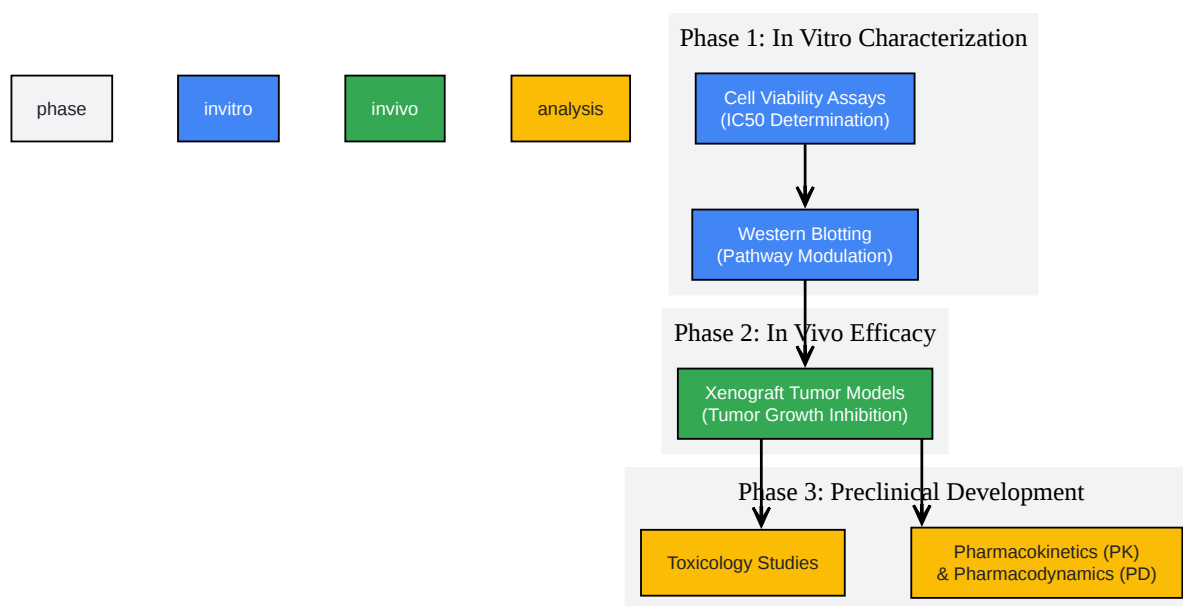 Phase 1: In Vitro Characterization
phase
invitro
invivo
analysis
Cell Viability Assays
(IC50 Determination)
Western Blotting
(Pathway Modulation)
Phase 2: In Vivo Efficacy
Xenograft Tumor Models
(Tumor Growth Inhibition)
Phase 3: Preclinical Development
Toxicology Studies
Pharmacokinetics (PK)
& Pharmacodynamics (PD)